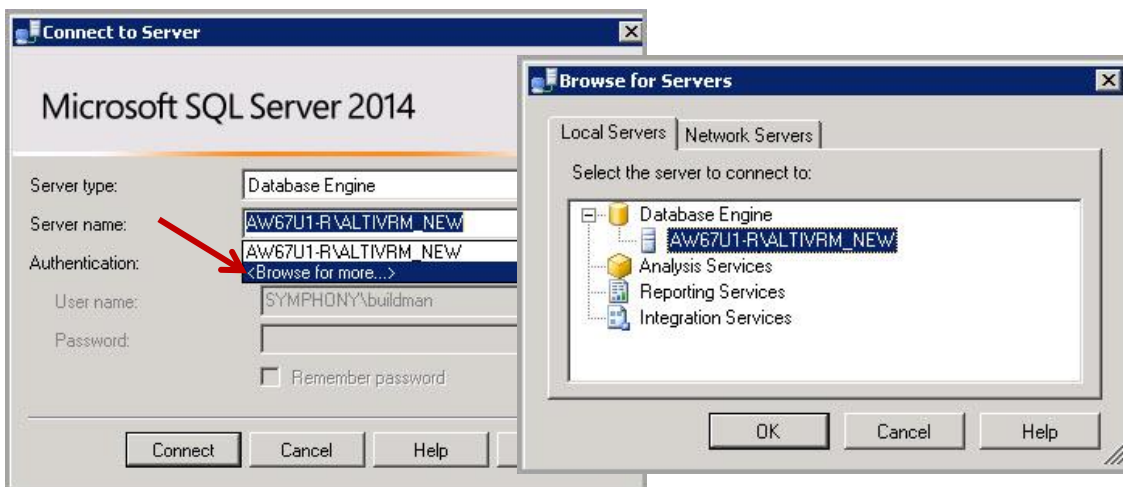 Connect to Server
Microsoft SQL Server 2014
Server type:
Database Engine
Server name:
AW67U1-R\ALTIVRM_NEW
AW67U1-R\ALTIVRM_NEW
<Browse for more...>
Authentication:
User name:
SYMPHONY\buildman
Password:
Remember password
Connect
Cancel
Help
Browse for Servers
Local Servers
Network Servers
Select the server to connect to:
Database Engine
AW67U1-R\ALTIVRM_NEW
Analysis Services
Reporting Services
Integration Services
OK
Cancel
Help